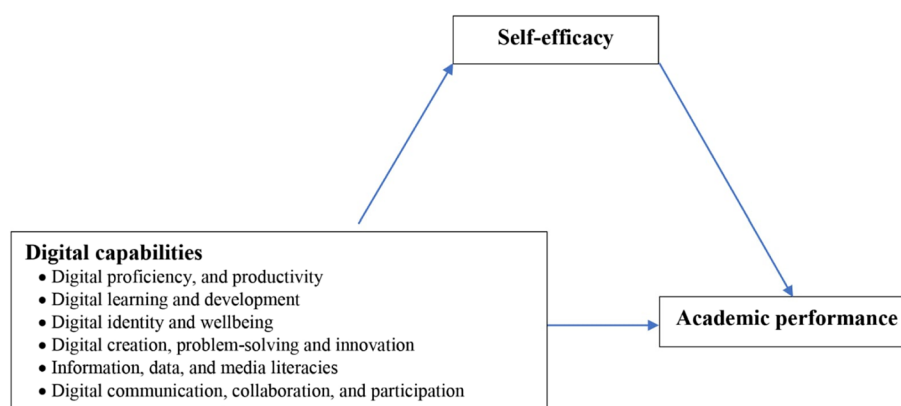 Self-efficacy
Digital capabilities
• Digital proficiency, and productivity
• Digital learning and development
• Digital identity and wellbeing
• Digital creation, problem-solving and innovation
• Information, data, and media literacies
• Digital communication, collaboration, and participation
Academic performance